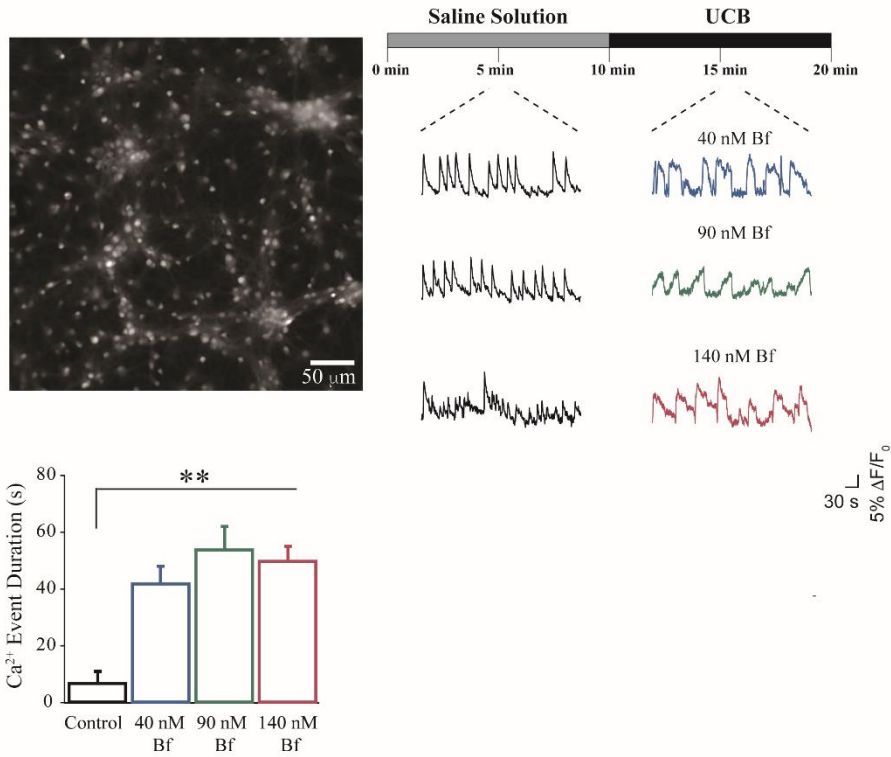 Saline Solution UCB
0 min 5 min 10 min 15 min 20 min
40 nM Bf
90 nM Bf
140 nM Bf
50 µm
30 s
5% ΔF/F₀
Ca²⁺ Event Duration (s)
**
80
60
40
20
0
Control 40 nM Bf 90 nM Bf 140 nM Bf